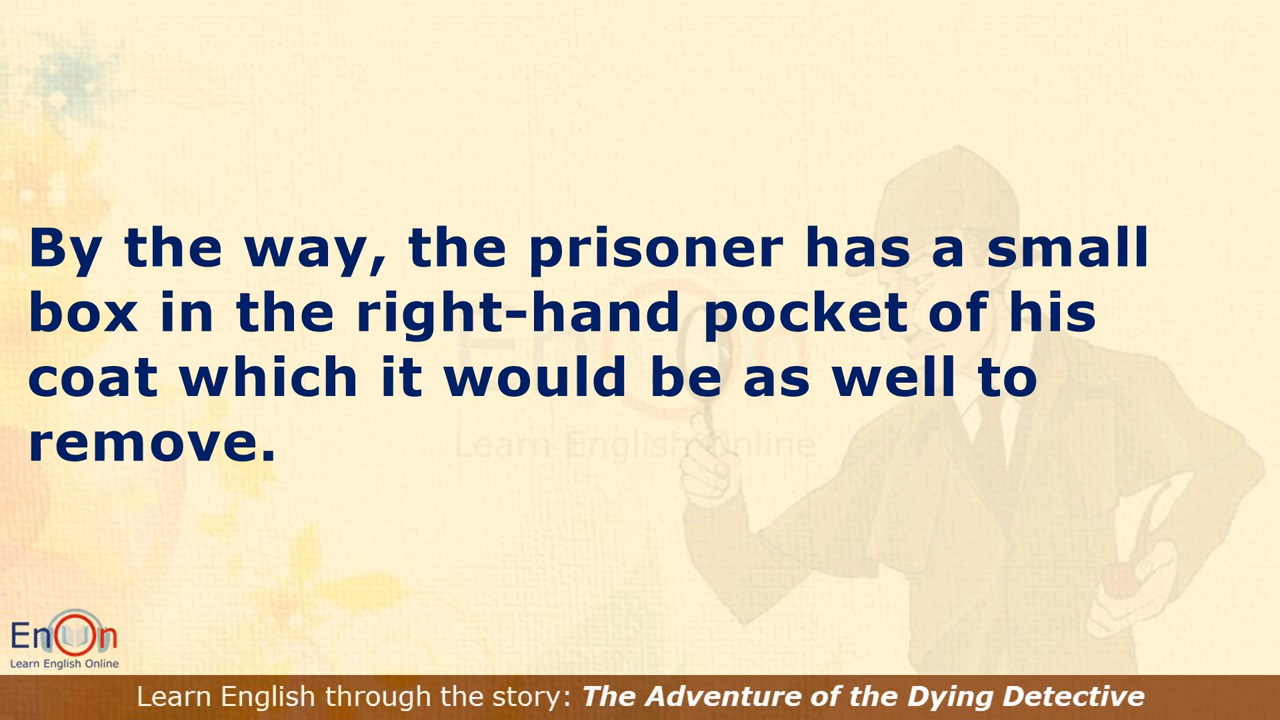 By the way, the prisoner has a small
box in the right-hand pocket of his
coat which it would be as well to
remove.
EnOn
Learn English Online
EnOn
Learn English Online
Learn English through the story: The Adventure of the Dying Detective